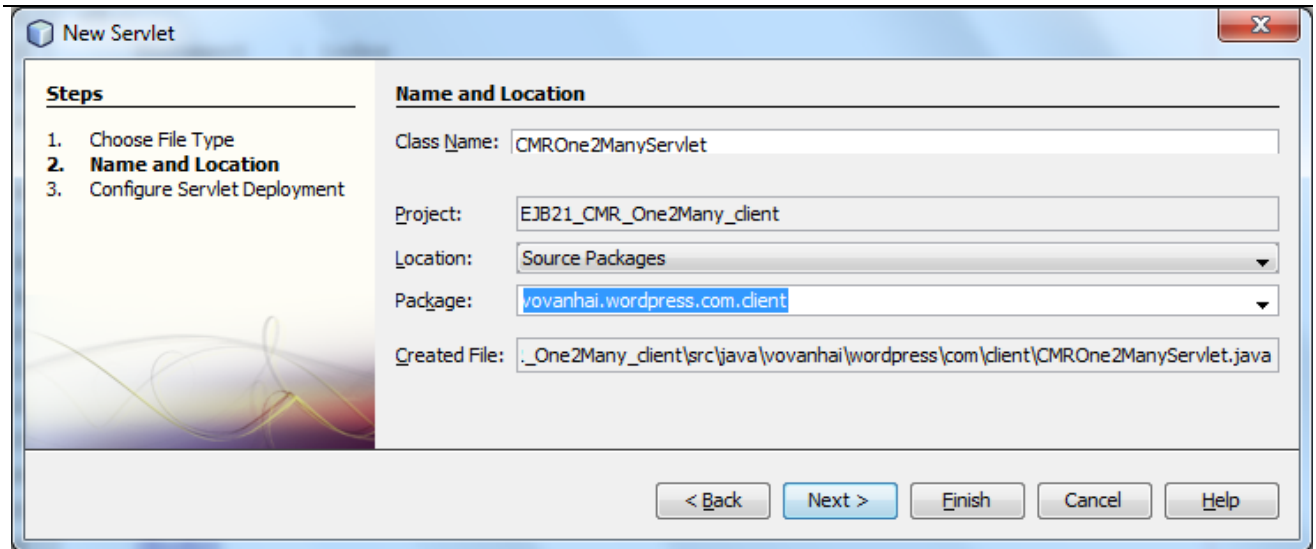 New Servlet
Steps
1. Choose File Type
2. Name and Location
3. Configure Servlet Deployment
Name and Location
Class Name: CMROne2ManyServlet
Project: EJB21_CMR_One2Many_client
Location: Source Packages
Package: vovanhai.wordpress.com.client
Created File: :_One2Many_client\src\java\vovanhai\wordpress\com\client\CMROne2ManyServlet.java
< Back Next > Finish Cancel Help